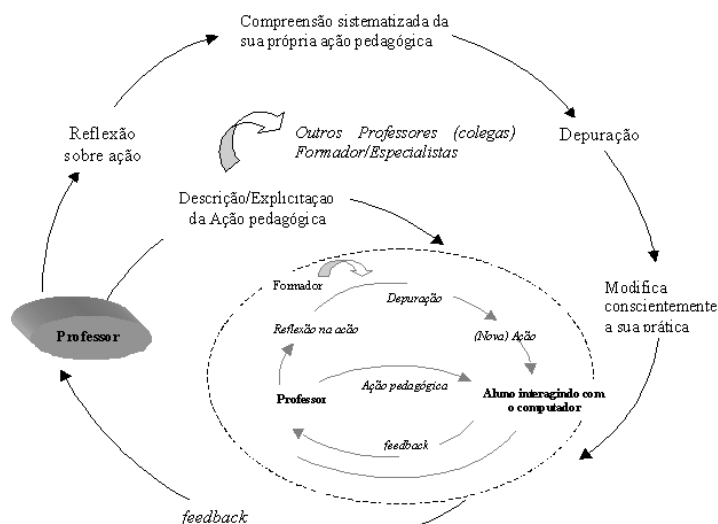 Compreensão sistematizada da
sua própria ação pedagógica
Reflexão
sobre ação
Outros Professores (colegas)
Formador/Especialistas
Depuração
Descrição/Explicitaçao
da Ação pedagógica
Formador
Depuração
Modifica
conscientemente
a sua prática
Professor
Reflexão na ação
(Nova) Ação
Professor
Ação pedagógica
Aluno interagindo com
o computador
feedback
feedback